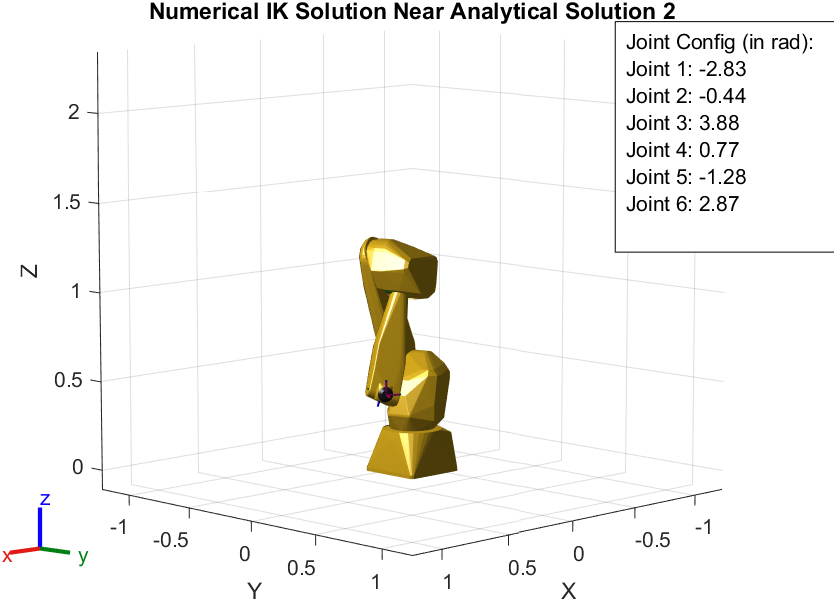 Numerical IK Solution Near Analytical Solution 2
Joint Config (in rad):
Joint 1: -2.83
Joint 2: -0.44
Joint 3: 3.88
Joint 4: 0.77
Joint 5: -1.28
Joint 6: 2.87
2
1.5
Z
1
0.5
0
z
x
y
-1
-0.5
0
0.5
1
Y
1
0.5
0
-0.5
-1
X